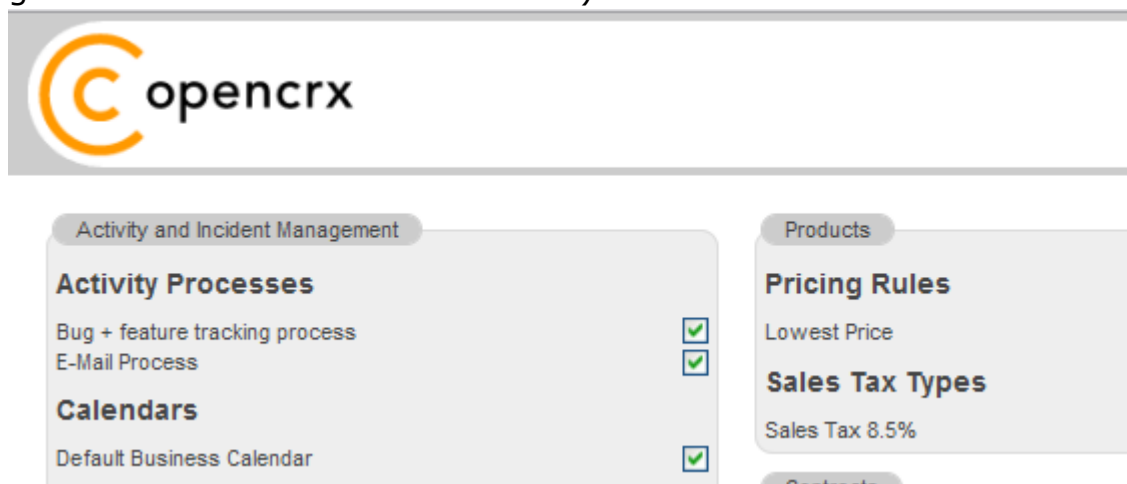 opencrx
Activity and Incident Management
Activity Processes
Bug + feature tracking process
E-Mail Process
Calendars
Default Business Calendar
Products
Pricing Rules
Lowest Price
Sales Tax Types
Sales Tax 8.5%